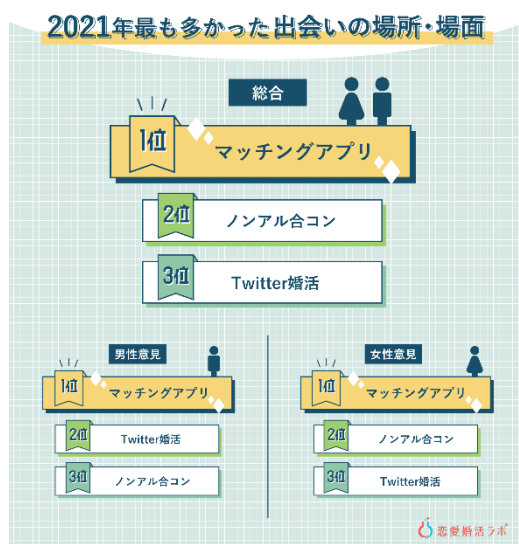 2021年最も多かった出会いの場所・場面
総合
1位
マッチングアプリ
2位
ノンアル合コン
3位
Twitter婚活
男性意見
1位
マッチングアプリ
2位
Twitter婚活
3位
ノンアル合コン
女性意見
1位
マッチングアプリ
2位
ノンアル合コン
3位
Twitter婚活
恋愛婚活ラボ